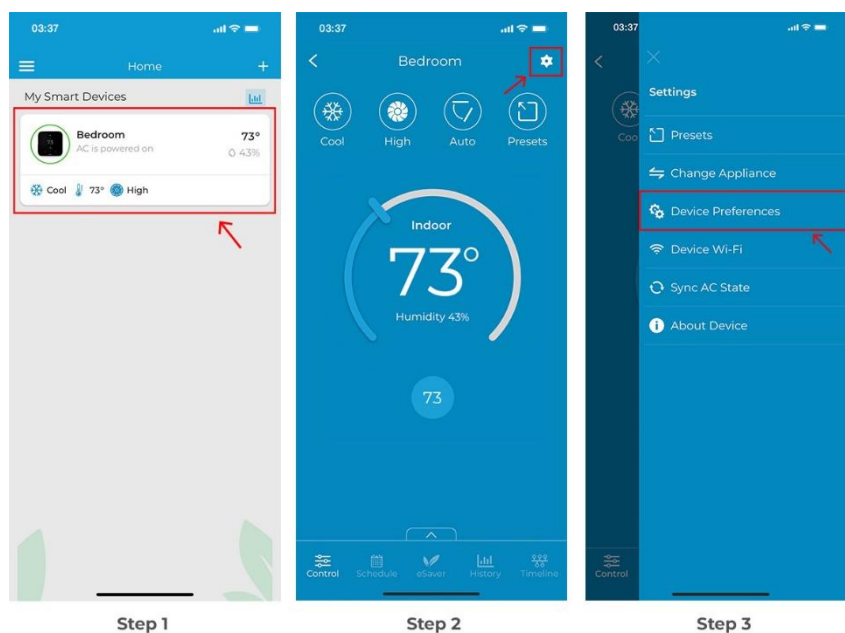 03:37
Home
+
My Smart Devices
Bedroom
73°
AC is powered on
43%
Cool
73°
High
Step 1
03:37
Bedroom
Cool
High
Auto
Presets
Indoor
73°
Humidity 43%
73
Control
Schedule
eSaver
History
Timeline
Step 2
03:37
Coo
Control
Settings
Presets
Change Appliance
Device Preferences
Device Wi-Fi
Sync AC State
About Device
Step 3